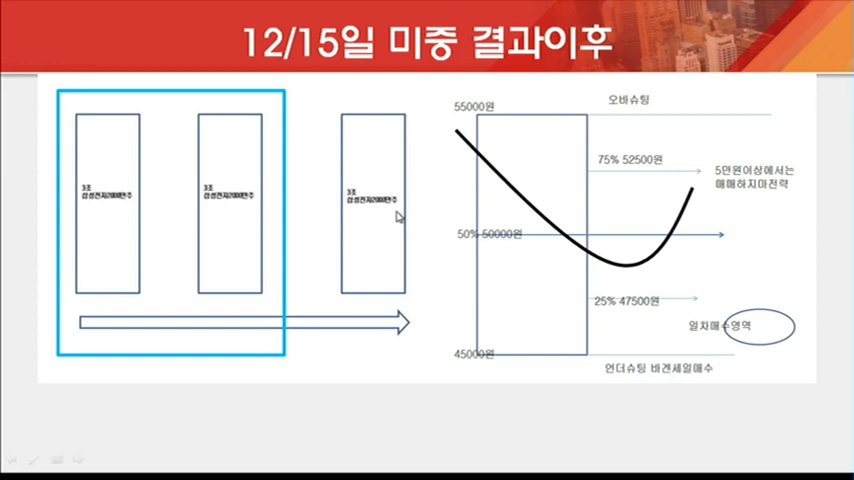 12/15일 미중 결과이후
3조
삼성전자2000만주
3조
삼성전자2000만주
3조
삼성전자2000만주
55000원
오바슈팅
75% 52500원
5만원이상에서는
매매하지마전략
50% 50000원
25% 47500원
일차매수영역
45000원
언더슈팅 바겐세일매수